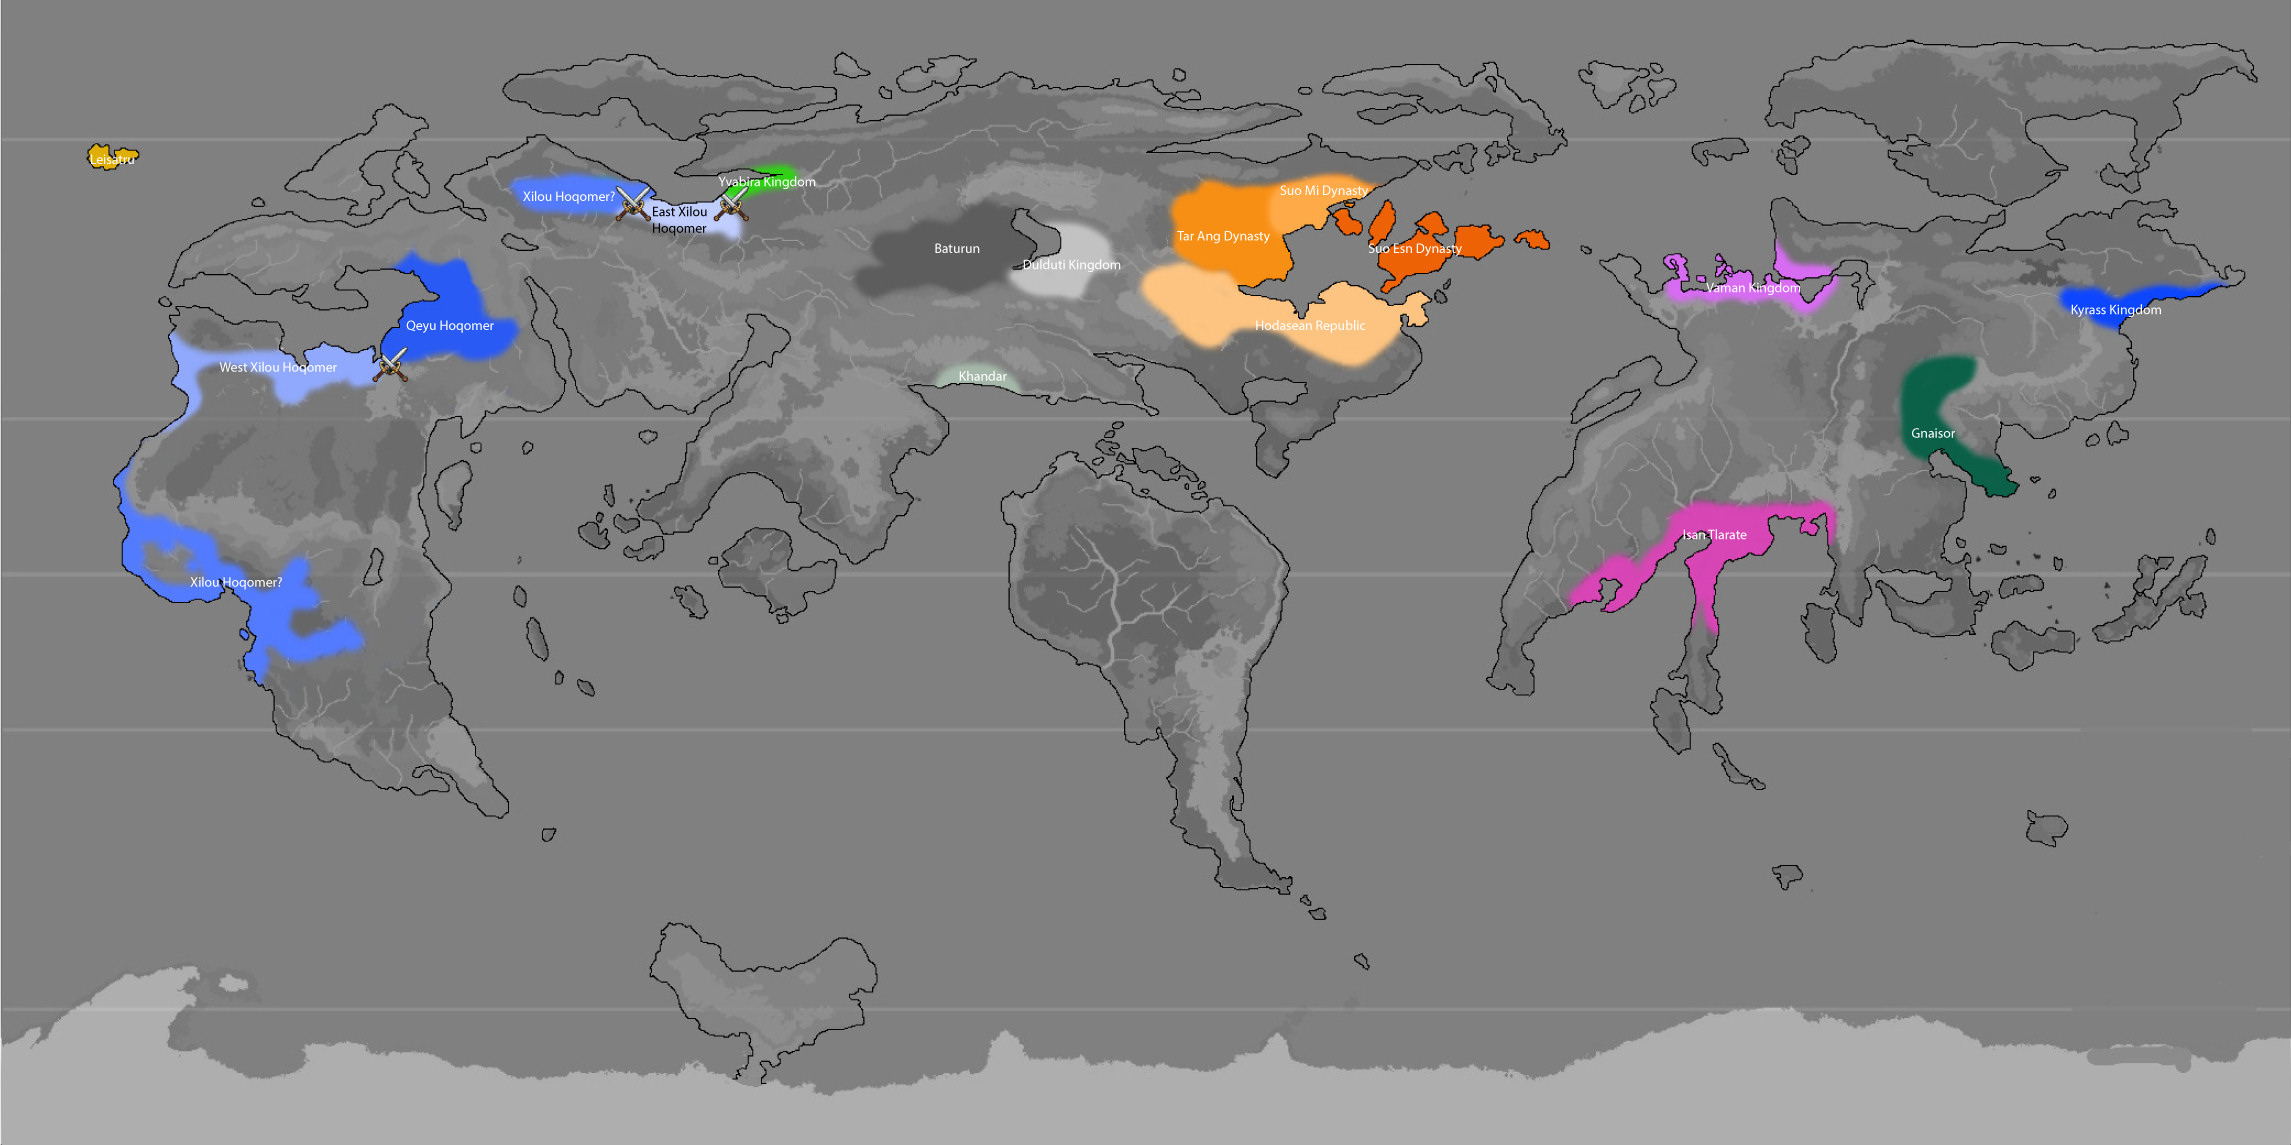 Leisatru
Yvabira Kingdom
Xilou Hoqomer?
East Xilou
Hoqomer
Suo Mi Dynasty
Tar Ang Dynasty
Suo Esn Dynasty
Baturun
Dulduti Kingdom
Vaman Kingdom
Kyrass Kingdom
Qeyu Hoqomer
Hodasean Republic
West Xilou Hoqomer
Khandar
Gnaisor
Isan Tlarate
Xilou Hoqomer?